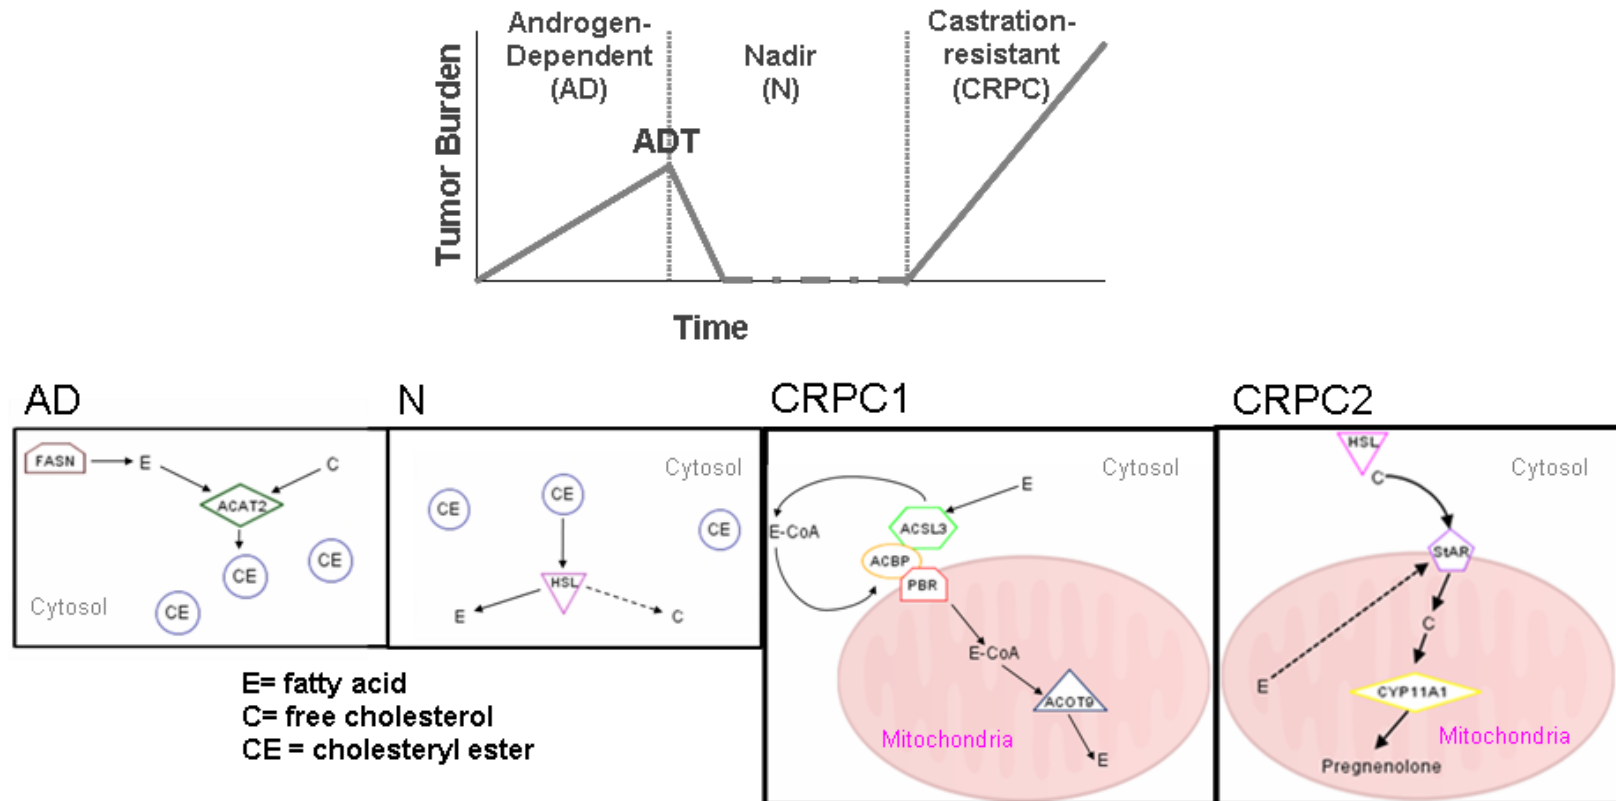 Androgen-
Dependent
(AD)
Nadir
(N)
Castration-
resistant
(CRPC)
ADT
Tumor Burden
Time
AD
FASN
E
C
ACAT2
CE
CE
CE
Cytosol
N
Cytosol
CE
CE
CE
HSL
E
C
CRPC1
Cytosol
E
E-CoA
ACSL3
ACBP
PBR
E-CoA
ACOT9
Mitochondria
E
CRPC2
HSL
Cytosol
C
StAR
C
E
CYP11A1
Mitochondria
Pregnenolone
E= fatty acid
C= free cholesterol
CE = cholesteryl ester